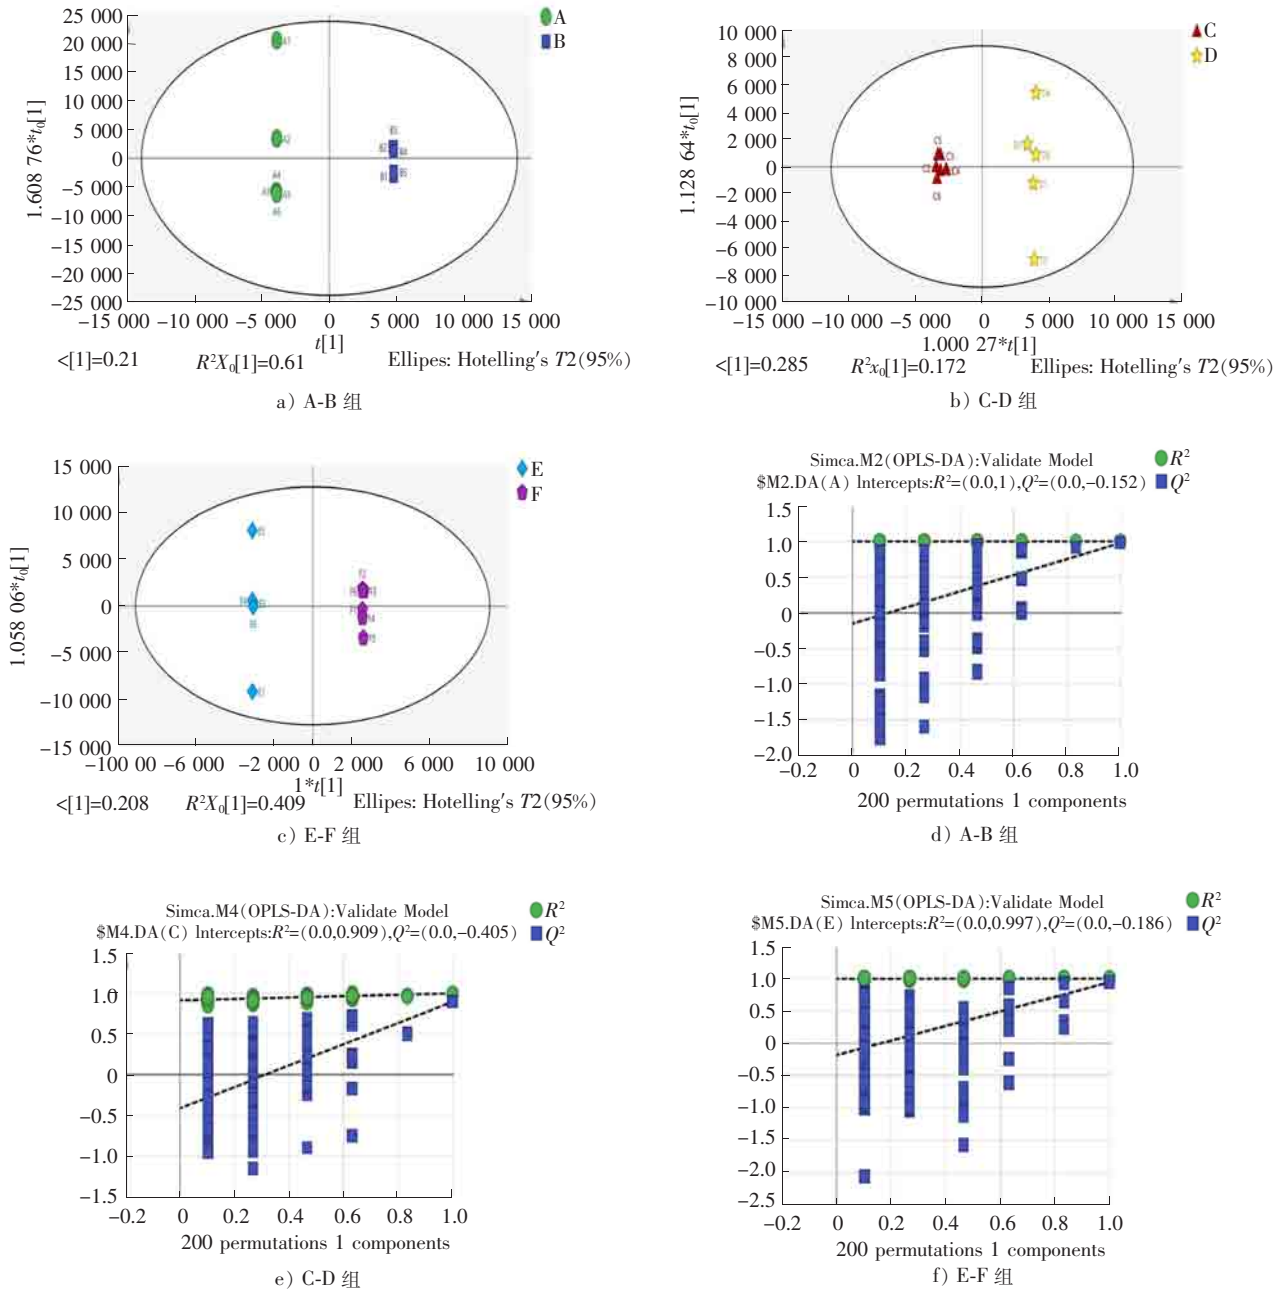 25 000
20 000
15 000
10 000
5 000
0
−5 000
−10 000
−15 000
−20 000
−25 000
1.608 76*t₀[1]
A
B
−15 000 −10 000 −5 000 0 5 000 10 000 15 000
t[1]
<[1]=0.21 R²X₀[1]=0.61 Ellipes: Hotelling's T2(95%)
a) A-B 组
10 000
8 000
6 000
4 000
2 000
0
−2 000
−4 000
−6 000
−8 000
−10 000
1.128 64*t₀[1]
C
D
−15 000 −10 000 −5 000 0 5 000 10 000 15 000
1.000 27*t[1]
<[1]=0.285 R²x₀[1]=0.172 Ellipes: Hotelling's T2(95%)
b) C-D 组
15 000
10 000
5 000
0
−5 000
−10 000
−15 000
1.058 06*t₀[1]
E
F
−100 00 −6 000 −2 000 0 2 000 6 000 10 000
1*t[1]
<[1]=0.208 R²X₀[1]=0.409 Ellipes: Hotelling's T2(95%)
c) E-F 组
Simca.M2(OPLS-DA):Validate Model
$M2.DA(A) lntercepts:R²=(0.0,1),Q²=(0.0,−0.152)
R²
Q²
1.5
1.0
0.5
0
−0.5
−1.0
−1.5
−2.0
−0.2 0 0.2 0.4 0.6 0.8 1.0
200 permutations 1 components
d) A-B 组
Simca.M4(OPLS-DA):Validate Model
$M4.DA(C) lntercepts:R²=(0.0,0.909),Q²=(0.0,−0.405)
R²
Q²
1.5
1.0
0.5
0
−0.5
−1.0
−1.5
−0.2 0 0.2 0.4 0.6 0.8 1.0
200 permutations 1 components
e) C-D 组
Simca.M5(OPLS-DA):Validate Model
$M5.DA(E) lntercepts:R²=(0.0,0.997),Q²=(0.0,−0.186)
R²
Q²
1.5
1.0
0.5
0
−0.5
−1.0
−1.5
−2.0
−2.5
−0.2 0 0.2 0.4 0.6 0.8 1.0
200 permutations 1 components
f) E-F 组